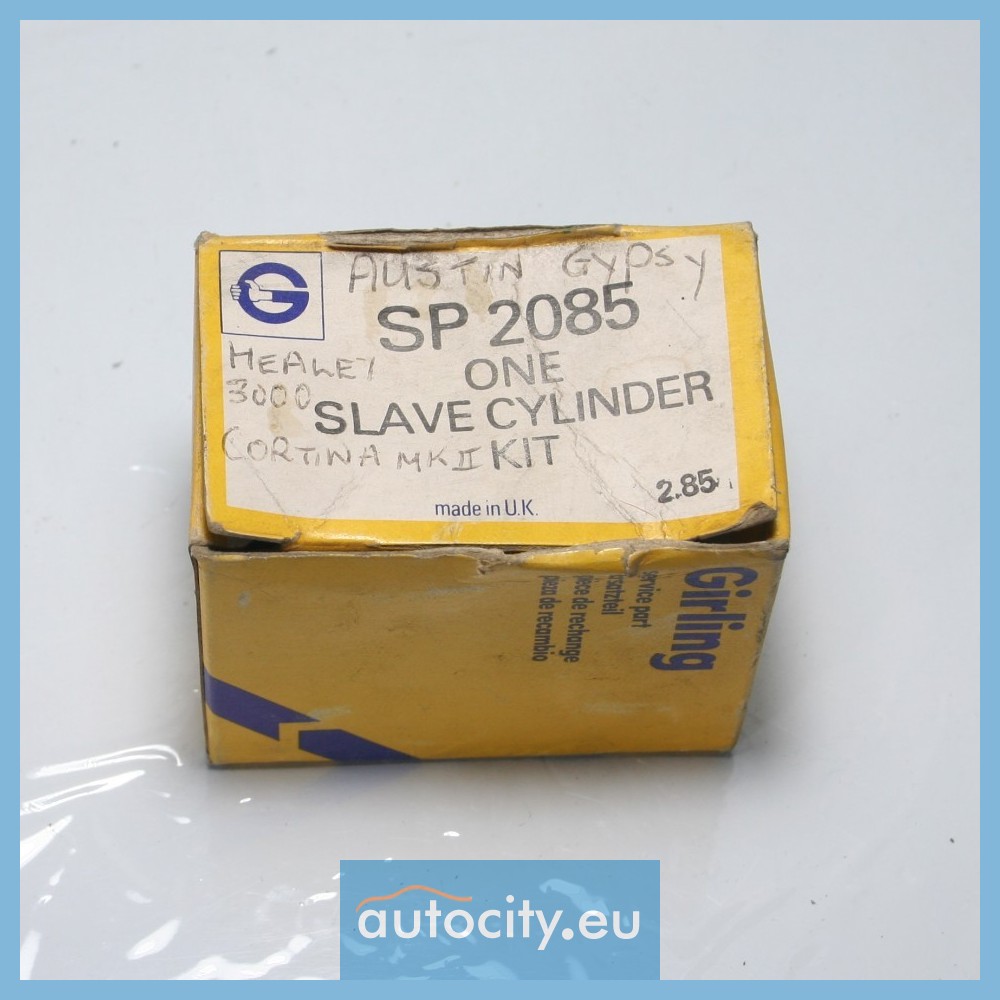 AUSTIN GYPSY
SP 2085
HEALEY
3000
ONE
SLAVE CYLINDER
CORTINA MK II KIT
made in U.K.
2.85
Girling
service part
ersatzteil
pièce de rechange
pieza de recambio
autocity.eu